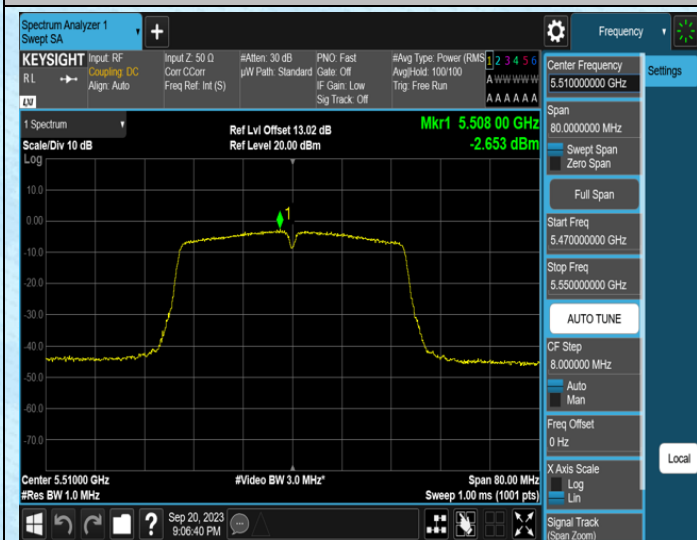 Spectrum Analyzer 1
Swept SA
+
Frequency
KEYSIGHT
RL
LXI
Input: RF
Coupling: DC
Align: Auto
Input Z: 50 Ω
Corr CCorr
Freq Ref: Int (S)
#Atten: 30 dB
µW Path: Standard
PNO: Fast
Gate: Off
IF Gain: Low
Sig Track: Off
#Avg Type: Power (RMS
Avg|Hold: 100/100
Trig: Free Run
1 2 3 4 5 6
A W W W W W
A A A A A A
1 Spectrum
Scale/Div 10 dB
Log
Ref Lvl Offset 13.02 dB
Ref Level 20.00 dBm
Mkr1 5.508 00 GHz
-2.653 dBm
10.0
0.00
-10.0
-20.0
-30.0
-40.0
-50.0
-60.0
-70.0
1
Center 5.51000 GHz
#Res BW 1.0 MHz
#Video BW 3.0 MHz*
Span 80.00 MHz
Sweep 1.00 ms (1001 pts)
Sep 20, 2023
9:06:40 PM
Center Frequency
5.510000000 GHz
Span
80.0000000 MHz
Swept Span
Zero Span
Full Span
Start Freq
5.470000000 GHz
Stop Freq
5.550000000 GHz
AUTO TUNE
CF Step
8.000000 MHz
Auto
Man
Freq Offset
0 Hz
X Axis Scale
Log
Lin
Signal Track
(Span Zoom)
Settings
Local